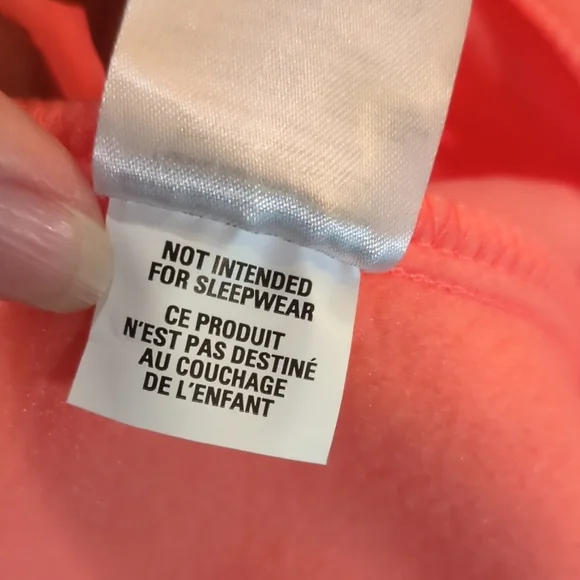 NOT INTENDED
FOR SLEEPWEAR
CE PRODUIT
N'EST PAS DESTINÉ
AU COUCHAGE
DE L'ENFANT